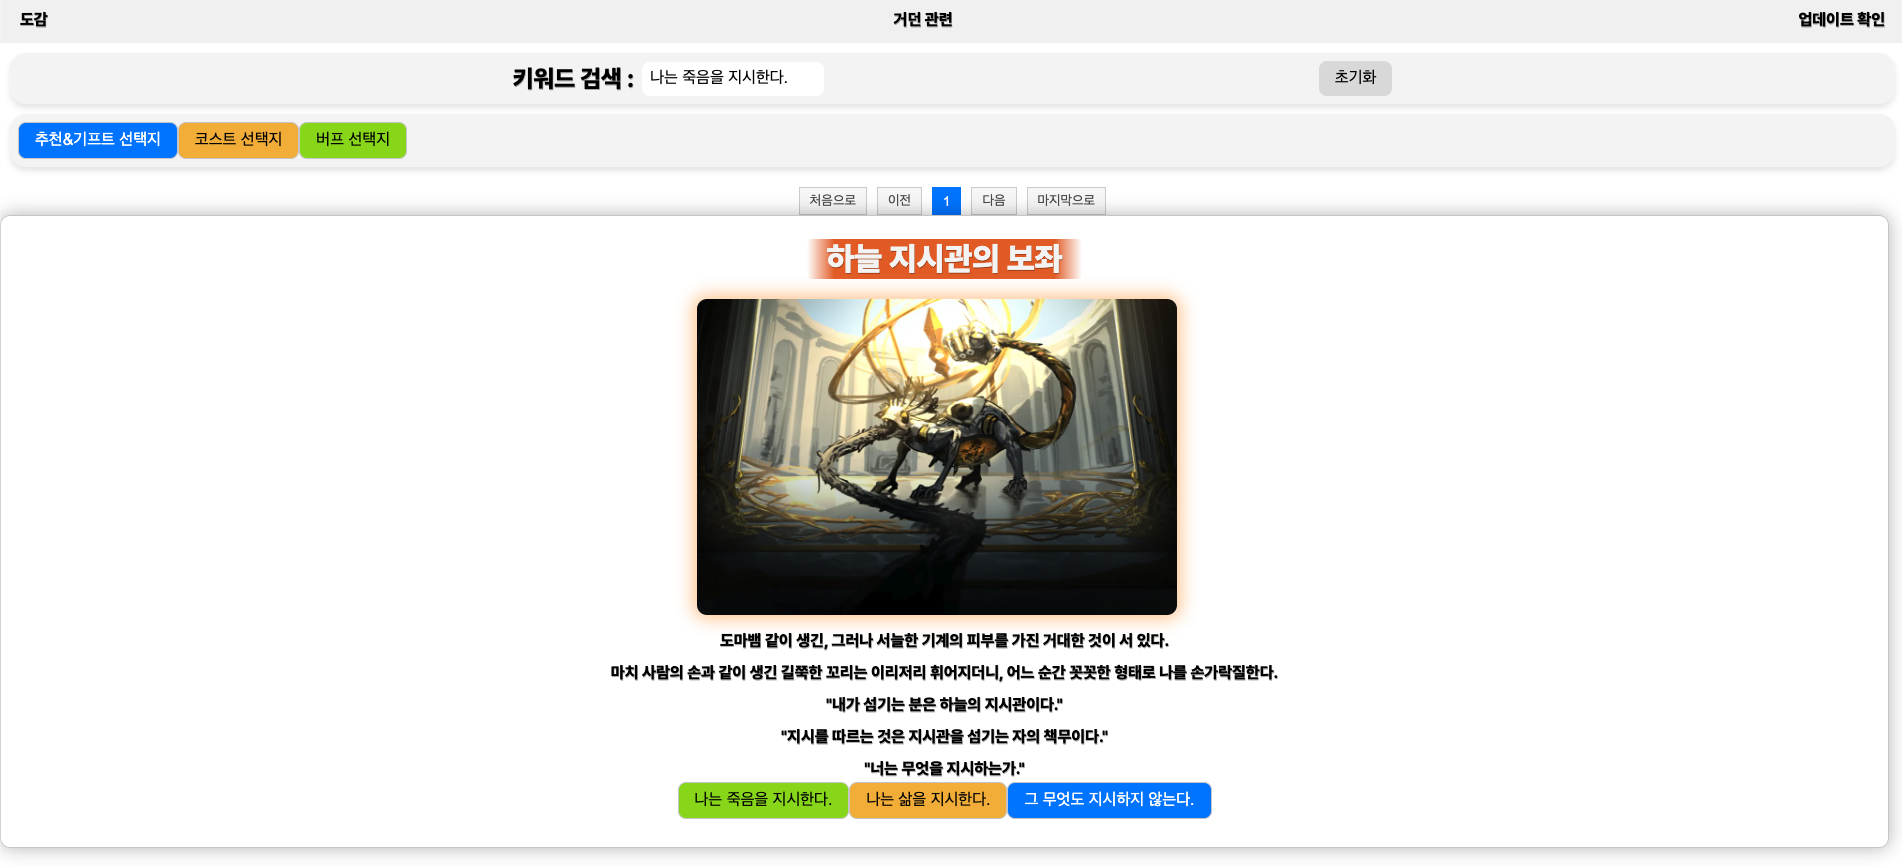 도감 거던 관련 업데이트 확인
키워드 검색 : 나는 죽음을 지시한다. 초기화
추천&기프트 선택지 코스트 선택지 버프 선택지
처음으로 이전 1 다음 마지막으로
하늘 지시관의 보좌
도마뱀 같이 생긴, 그러나 서늘한 기계의 피부를 가진 거대한 것이 서 있다.
마치 사람의 손과 같이 생긴 길쭉한 꼬리는 이리저리 휘어지더니, 어느 순간 꼿꼿한 형태로 나를 손가락질한다.
"내가 섬기는 분은 하늘의 지시관이다."
"지시를 따르는 것은 지시관을 섬기는 자의 책무이다."
"너는 무엇을 지시하는가."
나는 죽음을 지시한다. 나는 삶을 지시한다. 그 무엇도 지시하지 않는다.